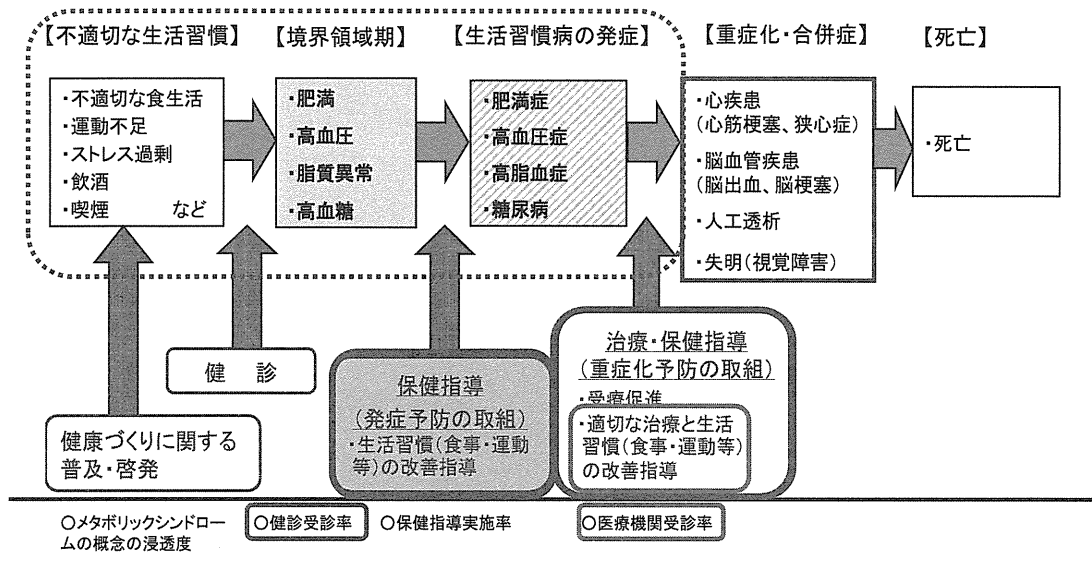 【不適切な生活習慣】
【境界領域期】
【生活習慣病の発症】
【重症化・合併症】
【死亡】
・不適切な食生活
・運動不足
・ストレス過剰
・飲酒
・喫煙　　など
・肥満
・高血圧
・脂質異常
・高血糖
・肥満症
・高血圧症
・高脂血症
・糖尿病
・心疾患
(心筋梗塞、狭心症)
・脳血管疾患
(脳出血、脳梗塞)
・人工透析
・失明(視覚障害)
・死亡
健康づくりに関する
普及・啓発
健　診
保健指導
(発症予防の取組)
・生活習慣(食事・運動
等)の改善指導
治療・保健指導
(重症化予防の取組)
・受療促進
・適切な治療と生活
習慣(食事・運動等)
の改善指導
○メタボリックシンドロー
ムの概念の浸透度
○健診受診率
○保健指導実施率
○医療機関受診率